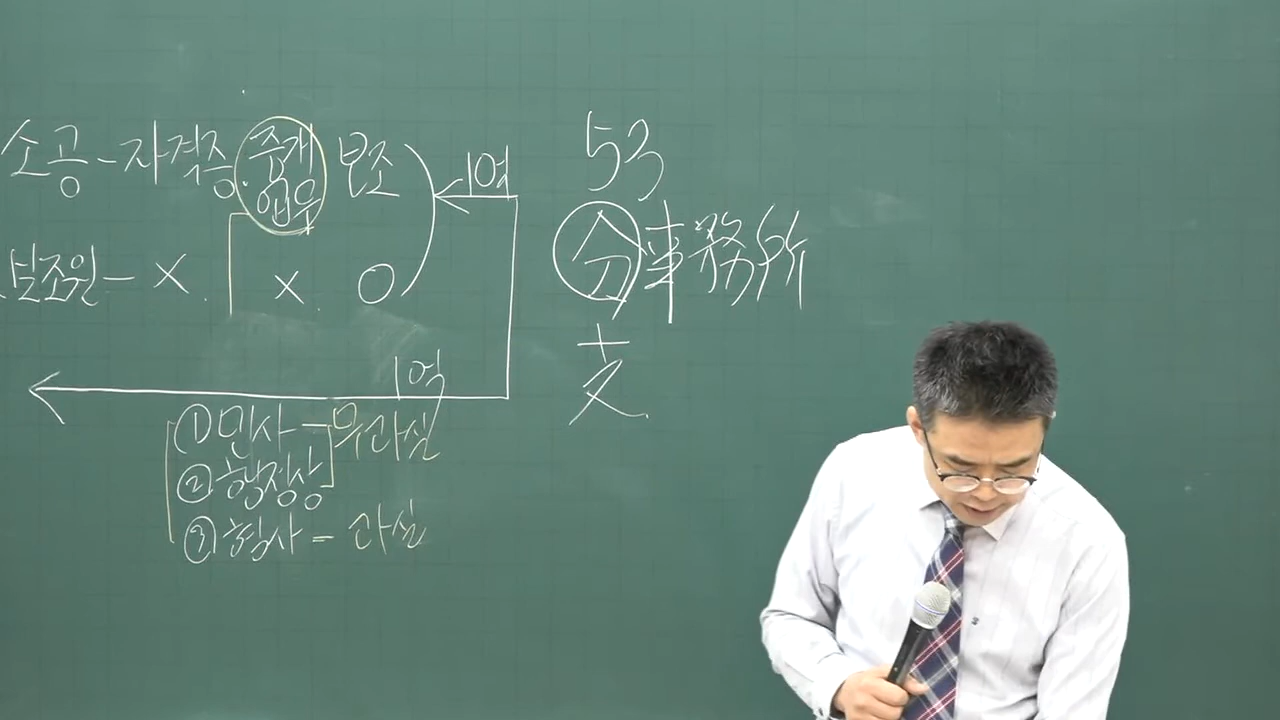 소공-자격증 중개업무 보조
보조원- X X O
1억
1억
①민사-무과실
②행정상
③형사 - 과실
53
分事務所
+
文